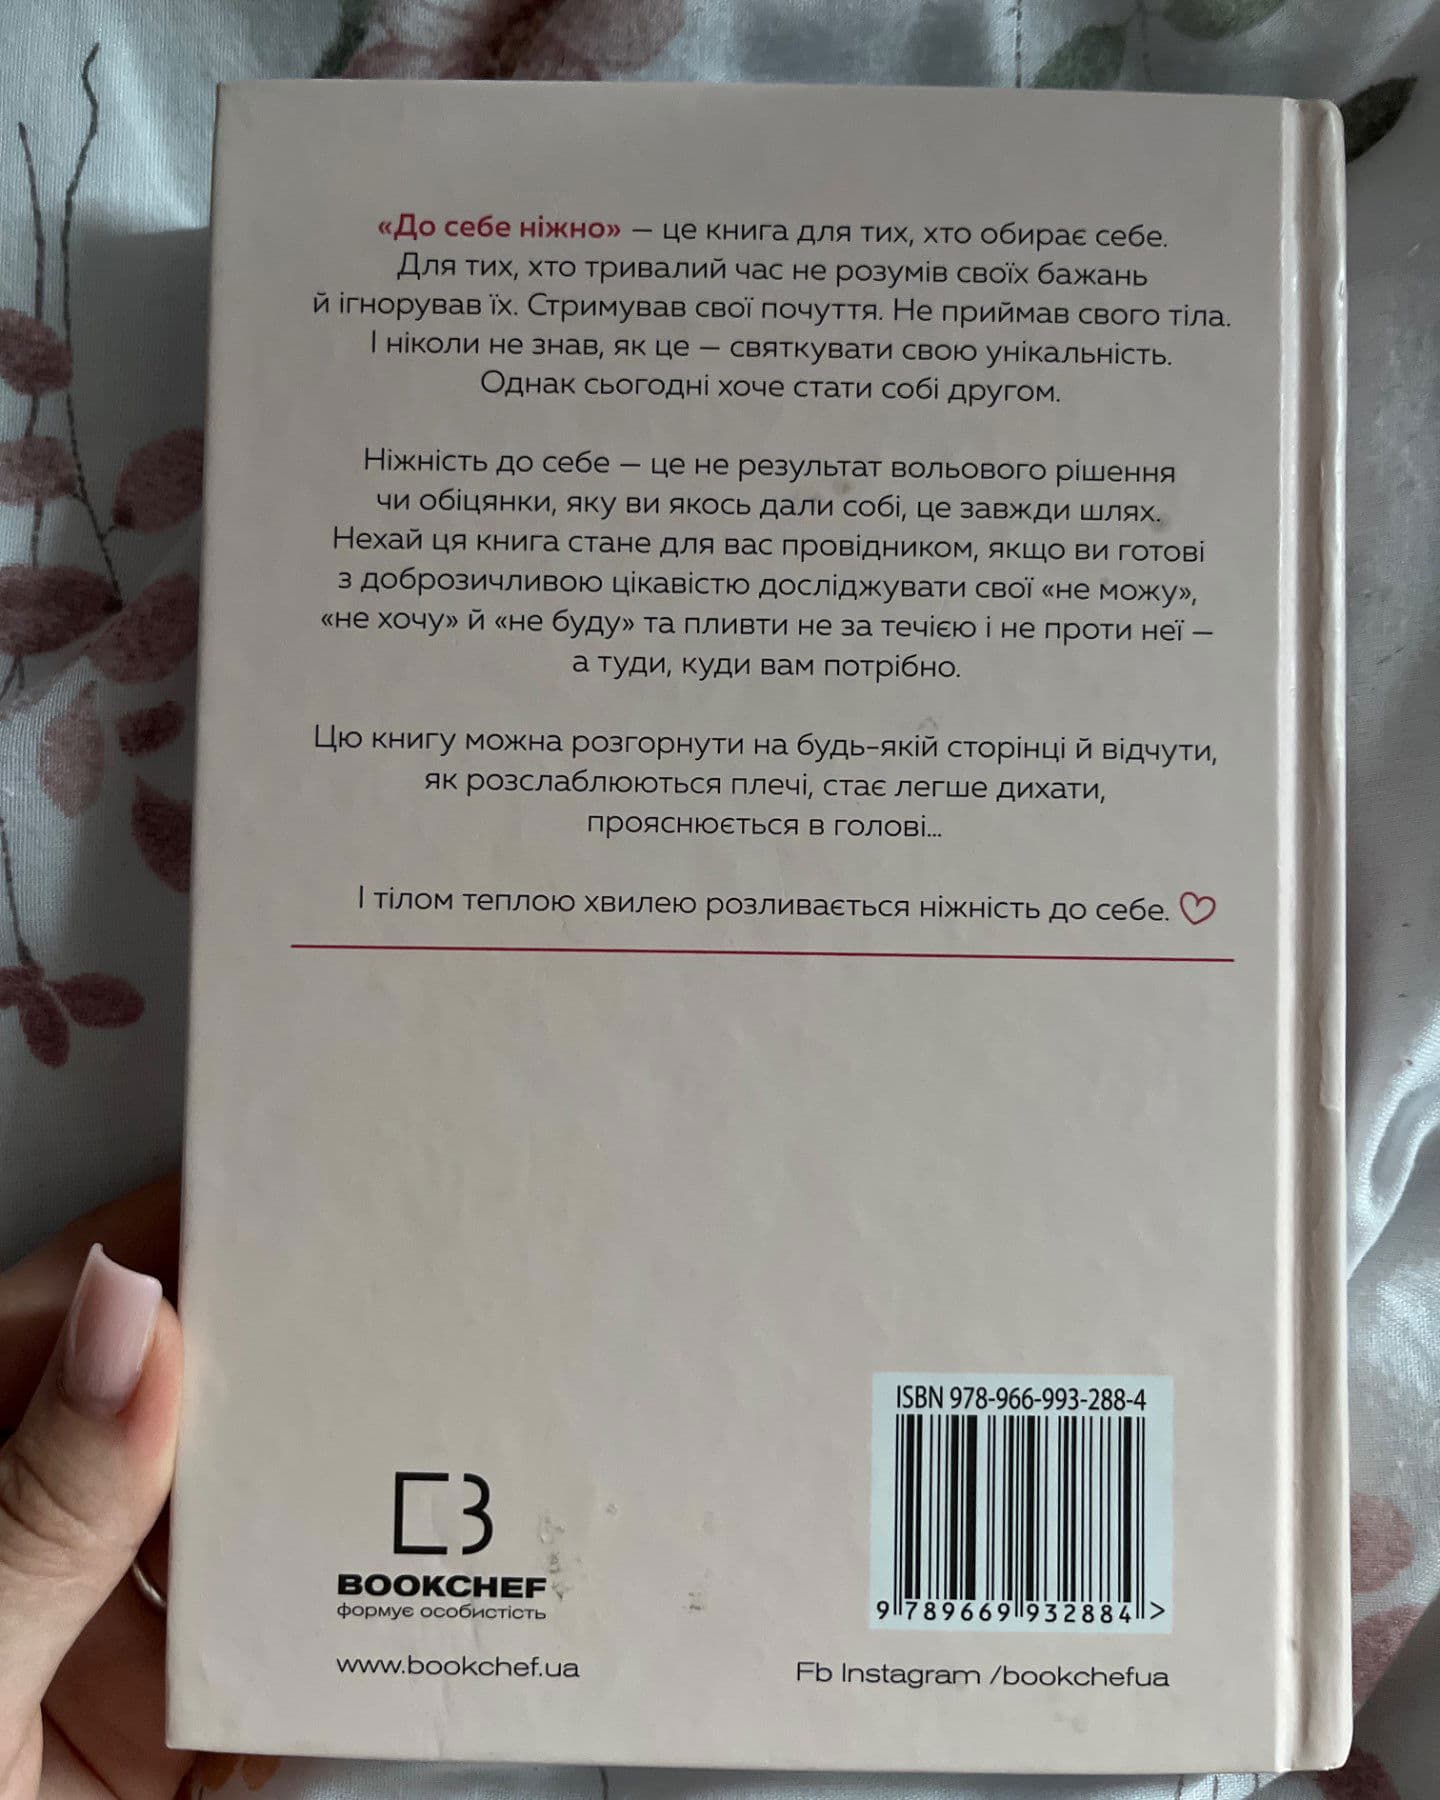 «До себе ніжно» — це книга для тих, хто обирає себе.
Для тих, хто тривалий час не розумів своїх бажань
й ігнорував їх. Стримував свої почуття. Не приймав свого тіла.
І ніколи не знав, як це — святкувати свою унікальність.
Однак сьогодні хоче стати собі другом.
Ніжність до себе — це не результат вольового рішення
чи обіцянки, яку ви якось дали собі, це завжди шлях.
Нехай ця книга стане для вас провідником, якщо ви готові
з доброзичливою цікавістю досліджувати свої «не можу»,
«не хочу» й «не буду» та пливти не за течією і не проти неї —
а туди, куди вам потрібно.
Цю книгу можна розгорнути на будь-якій сторінці й відчути,
як розслаблюються плечі, стає легше дихати,
прояснюється в голові...
І тілом теплою хвилею розливається ніжність до себе.
ISBN 978-966-993-288-4
9 789669 932884 >
BOOKCHEF
формує особистість
www.bookchef.ua
Fb Instagram /bookchefua